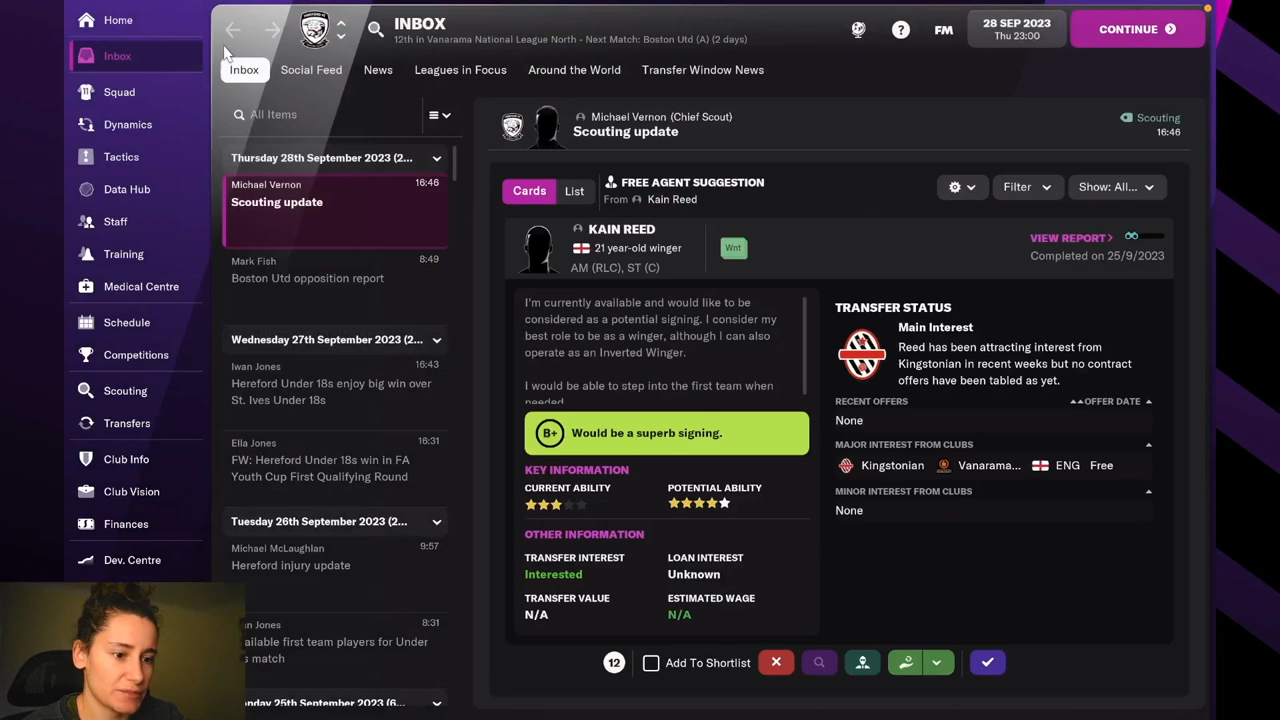 Home
Inbox
Squad
Dynamics
Tactics
Data Hub
Staff
Training
Medical Centre
Schedule
Competitions
Scouting
Transfers
Club Info
Club Vision
Finances
Dev. Centre
INBOX
12th in Vanarama National League North - Next Match: Boston Utd (A) (2 days)
?
FM
28 SEP 2023
Thu 23:00
CONTINUE
Inbox
Social Feed
News
Leagues in Focus
Around the World
Transfer Window News
All Items
Thursday 28th September 2023 (2...
Michael Vernon 16:46
Scouting update
Mark Fish 8:49
Boston Utd opposition report
Wednesday 27th September 2023 (2...
Iwan Jones 16:43
Hereford Under 18s enjoy big win over
St. Ives Under 18s
Ella Jones 16:31
FW: Hereford Under 18s win in FA
Youth Cup First Qualifying Round
Tuesday 26th September 2023 (2...
Michael McLaughlan 9:57
Hereford injury update
an Jones 8:31
ailable first team players for Under
s match
onday 25th September 2023 (6...
Michael Vernon (Chief Scout)
Scouting update
Scouting
16:46
Cards
List
FREE AGENT SUGGESTION
From Kain Reed
Filter
Show: All...
KAIN REED
21 year-old winger
AM (RLC), ST (C)
Wnt
VIEW REPORT >
Completed on 25/9/2023
I'm currently available and would like to be
considered as a potential signing. I consider my
best role to be as a winger, although I can also
operate as an Inverted Winger.
I would be able to step into the first team when
needed
B+ Would be a superb signing.
KEY INFORMATION
CURRENT ABILITY
POTENTIAL ABILITY
OTHER INFORMATION
TRANSFER INTEREST
Interested
LOAN INTEREST
Unknown
TRANSFER VALUE
N/A
ESTIMATED WAGE
N/A
TRANSFER STATUS
Main Interest
Reed has been attracting interest from
Kingstonian in recent weeks but no contract
offers have been tabled as yet.
RECENT OFFERS
OFFER DATE
None
MAJOR INTEREST FROM CLUBS
Kingstonian Vanarama... ENG Free
MINOR INTEREST FROM CLUBS
None
12
Add To Shortlist